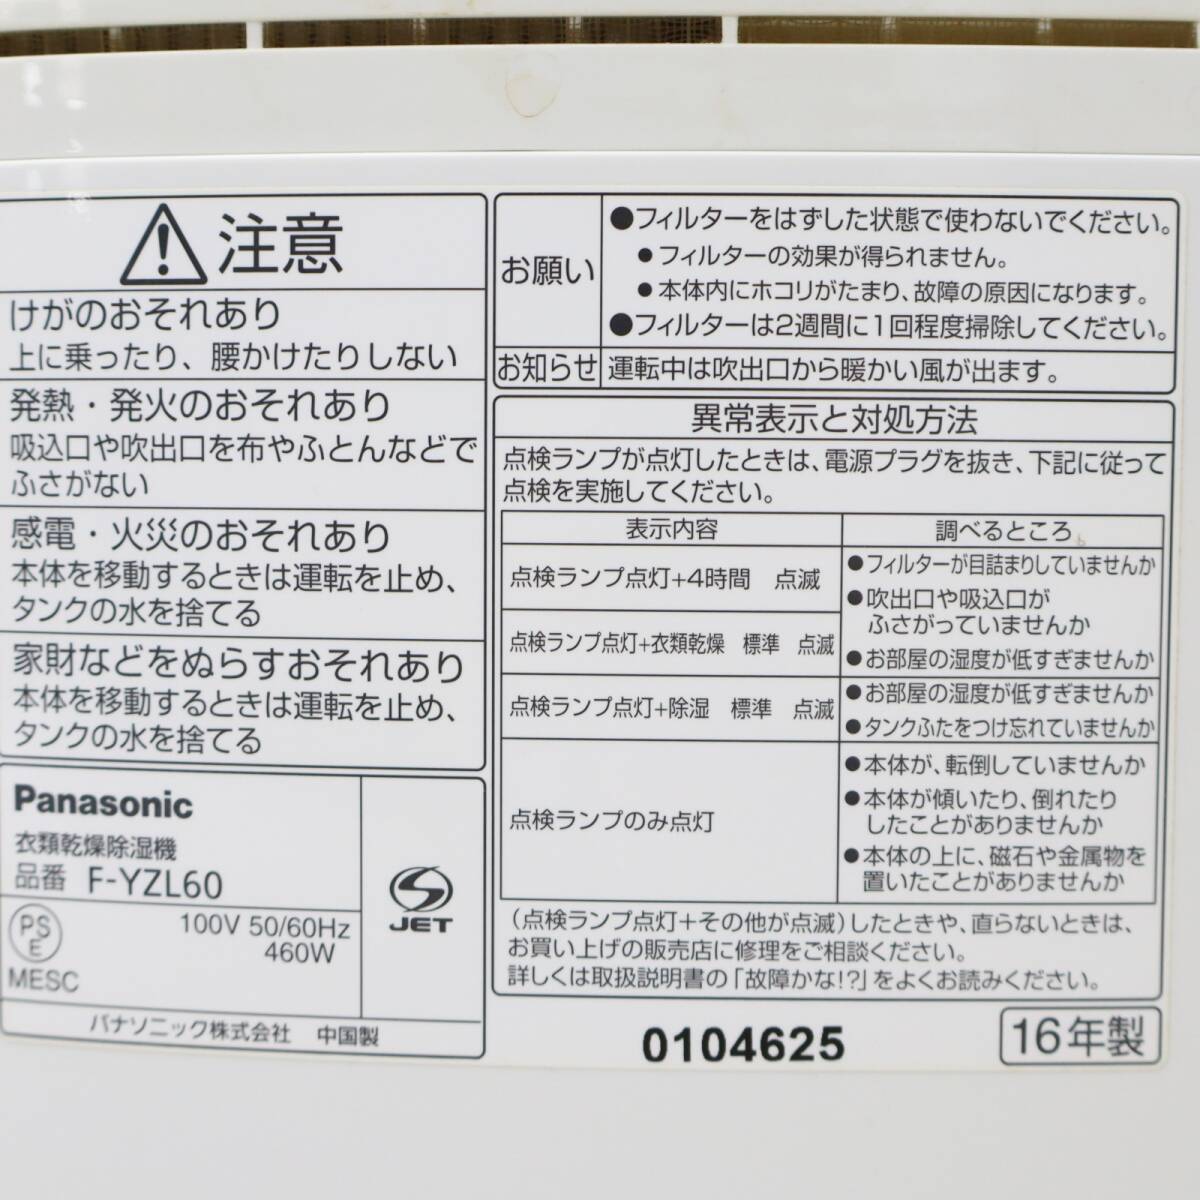 注意
けがのおそれあり
上に乗ったり、腰かけたりしない
発熱・発火のおそれあり
吸込口や吹出口を布やふとんなどで
ふさがない
感電・火災のおそれあり
本体を移動するときは運転を止め、
タンクの水を捨てる
家財などをぬらすおそれあり
本体を移動するときは運転を止め、
タンクの水を捨てる
Panasonic
衣類乾燥除湿機
品番 F-YZL60
PS
E
MESC
100V 50/60Hz
460W
JET
パナソニック株式会社 中国製
お願い
●フィルターをはずした状態で使わないでください。
●フィルターの効果が得られません。
●本体内にホコリがたまり、故障の原因になります。
●フィルターは2週間に1回程度掃除してください。
お知らせ 運転中は吹出口から暖かい風が出ます。
異常表示と対処方法
点検ランプが点灯したときは、電源プラグを抜き、下記に従って
点検を実施してください。
表示内容 調べるところ
点検ランプ点灯+4時間 点滅
点検ランプ点灯+衣類乾燥 標準 点滅
●フィルターが目詰まりしていませんか
●吹出口や吸込口が
ふさがっていませんか
●お部屋の湿度が低すぎませんか
点検ランプ点灯+除湿 標準 点滅
●お部屋の湿度が低すぎませんか
●タンクふたをつけ忘れていませんか
点検ランプのみ点灯
●本体が、転倒していませんか
●本体が傾いたり、倒れたり
したことがありませんか
●本体の上に、磁石や金属物を
置いたことがありませんか
(点検ランプ点灯+その他が点滅)したときや、直らないときは、
お買い上げの販売店に修理をご相談ください。
詳しくは取扱説明書の「故障かな!?」をよくお読みください。
0104625
16年製